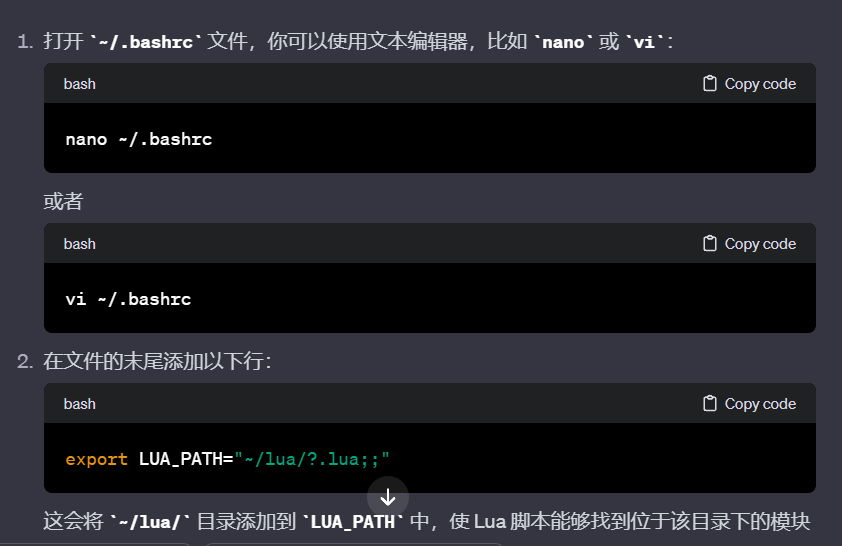 1. 打开 `~/.bashrc` 文件，你可以使用文本编辑器，比如 `nano` 或 `vi`：
bash Copy code
nano ~/.bashrc
或者
bash Copy code
vi ~/.bashrc
2. 在文件的末尾添加以下行：
bash Copy code
export LUA_PATH="~/lua/?.lua;;"
这会将 `~/lua/` 目录添加到 `LUA_PATH` 中，使 Lua 脚本能够找到位于该目录下的模块